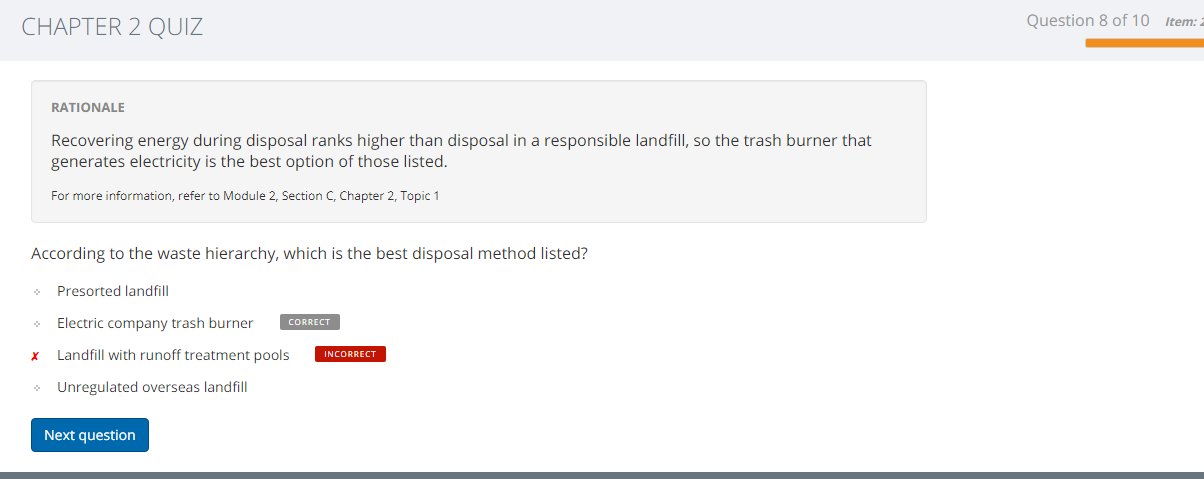 CHAPTER 2 QUIZ
Question 8 of 10 Item: 2
RATIONALE
Recovering energy during disposal ranks higher than disposal in a responsible landfill, so the trash burner that
generates electricity is the best option of those listed.
For more information, refer to Module 2, Section C, Chapter 2, Topic 1
According to the waste hierarchy, which is the best disposal method listed?
Presorted landfill
Electric company trash burner CORRECT
✗ Landfill with runoff treatment pools INCORRECT
Unregulated overseas landfill
Next question